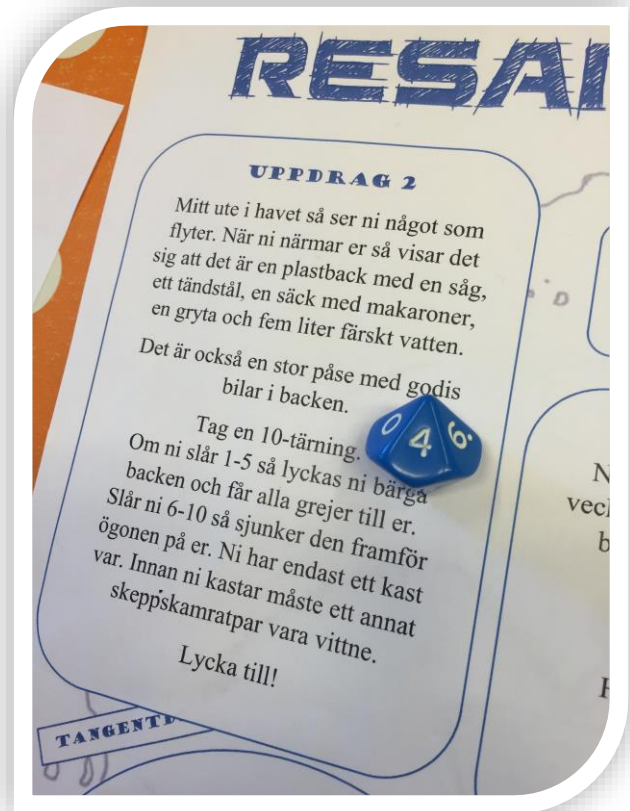 RESA
UPPDRAG 2
Mitt ute i havet så ser ni något som
flyter. När ni närmar er så visar det
sig att det är en plastback med en såg,
ett tändstål, en säck med makaroner,
en gryta och fem liter färskt vatten.
Det är också en stor påse med godis
bilar i backen.
Tag en 10-tärning.
Om ni slår 1-5 så lyckas ni bärga
backen och får alla grejer till er.
Slår ni 6-10 så sjunker den framför
ögonen på er. Ni har endast ett kast
var. Innan ni kastar måste ett annat
skeppskamratpar vara vittne.
Lycka till!
0 4 6.
D
N
vec
b
F
TANGENT